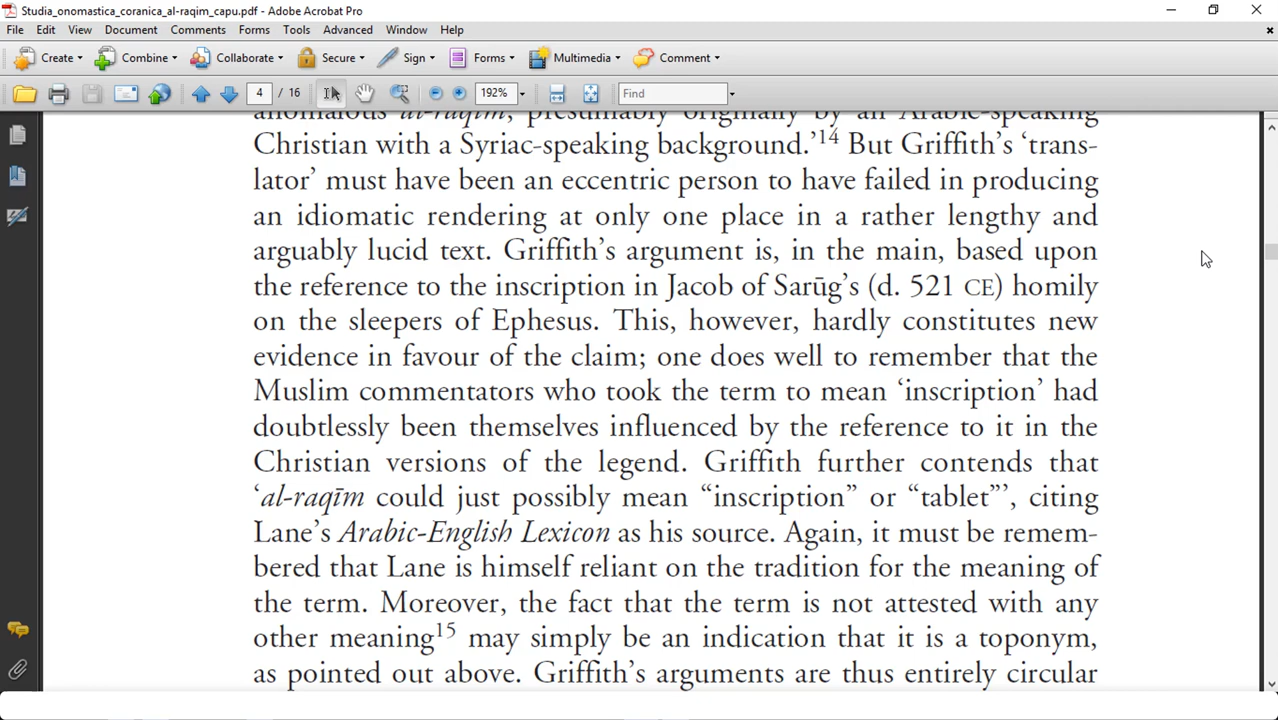 Studia_onomastica_coranica_al-raqim_capu.pdf - Adobe Acrobat Pro
File Edit View Document Comments Forms Tools Advanced Window Help
Create Combine Collaborate Secure Sign Forms Multimedia Comment
4 / 16 192% Find
anomalous al-raqīm, presumably originally by an Arabic-speaking
Christian with a Syriac-speaking background.’14 But Griffith’s ‘trans-
lator’ must have been an eccentric person to have failed in producing
an idiomatic rendering at only one place in a rather lengthy and
arguably lucid text. Griffith’s argument is, in the main, based upon
the reference to the inscription in Jacob of Sarūg’s (d. 521 CE) homily
on the sleepers of Ephesus. This, however, hardly constitutes new
evidence in favour of the claim; one does well to remember that the
Muslim commentators who took the term to mean ‘inscription’ had
doubtlessly been themselves influenced by the reference to it in the
Christian versions of the legend. Griffith further contends that
‘al-raqīm could just possibly mean “inscription” or “tablet”’, citing
Lane’s Arabic-English Lexicon as his source. Again, it must be remem-
bered that Lane is himself reliant on the tradition for the meaning of
the term. Moreover, the fact that the term is not attested with any
other meaning15 may simply be an indication that it is a toponym,
as pointed out above. Griffith’s arguments are thus entirely circular